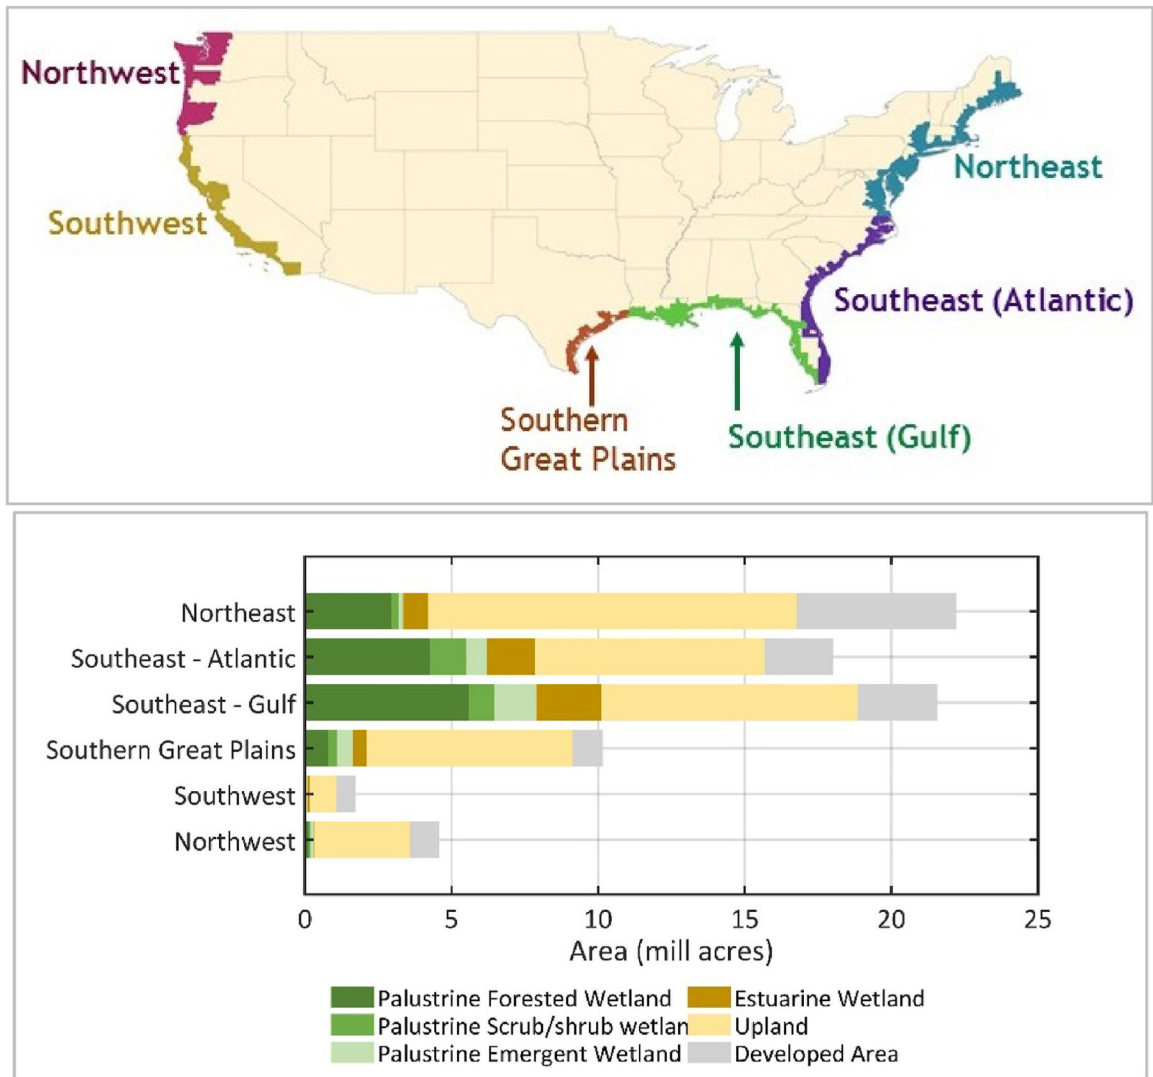 Northwest
Southwest
Northeast
Southeast (Atlantic)
Southern
Great Plains
Southeast (Gulf)
Northeast
Southeast - Atlantic
Southeast - Gulf
Southern Great Plains
Southwest
Northwest
0 5 10 15 20 25
Area (mill acres)
Palustrine Forested Wetland
Palustrine Scrub/shrub wetlan
Palustrine Emergent Wetland
Estuarine Wetland
Upland
Developed Area